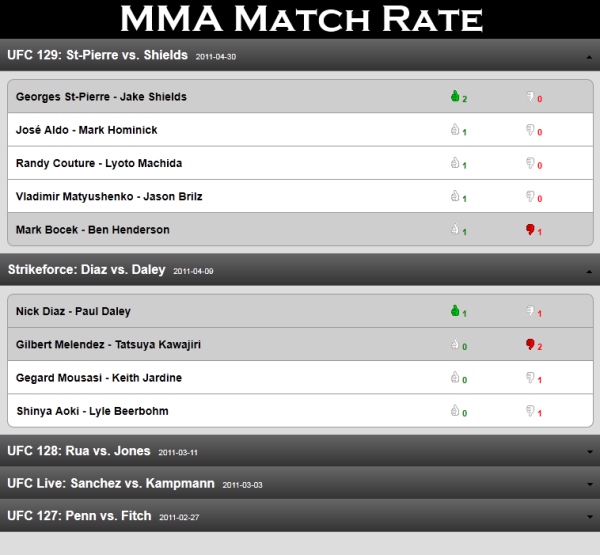 MMA Match Rate
UFC 129: St-Pierre vs. Shields 2011-04-30
Georges St-Pierre - Jake Shields 2 0
José Aldo - Mark Hominick 1 0
Randy Couture - Lyoto Machida 1 0
Vladimir Matyushenko - Jason Brilz 1 0
Mark Bocek - Ben Henderson 1 1
Strikeforce: Diaz vs. Daley 2011-04-09
Nick Diaz - Paul Daley 1 1
Gilbert Melendez - Tatsuya Kawajiri 0 2
Gegard Mousasi - Keith Jardine 0 1
Shinya Aoki - Lyle Beerbohm 0 1
UFC 128: Rua vs. Jones 2011-03-11
UFC Live: Sanchez vs. Kampmann 2011-03-03
UFC 127: Penn vs. Fitch 2011-02-27